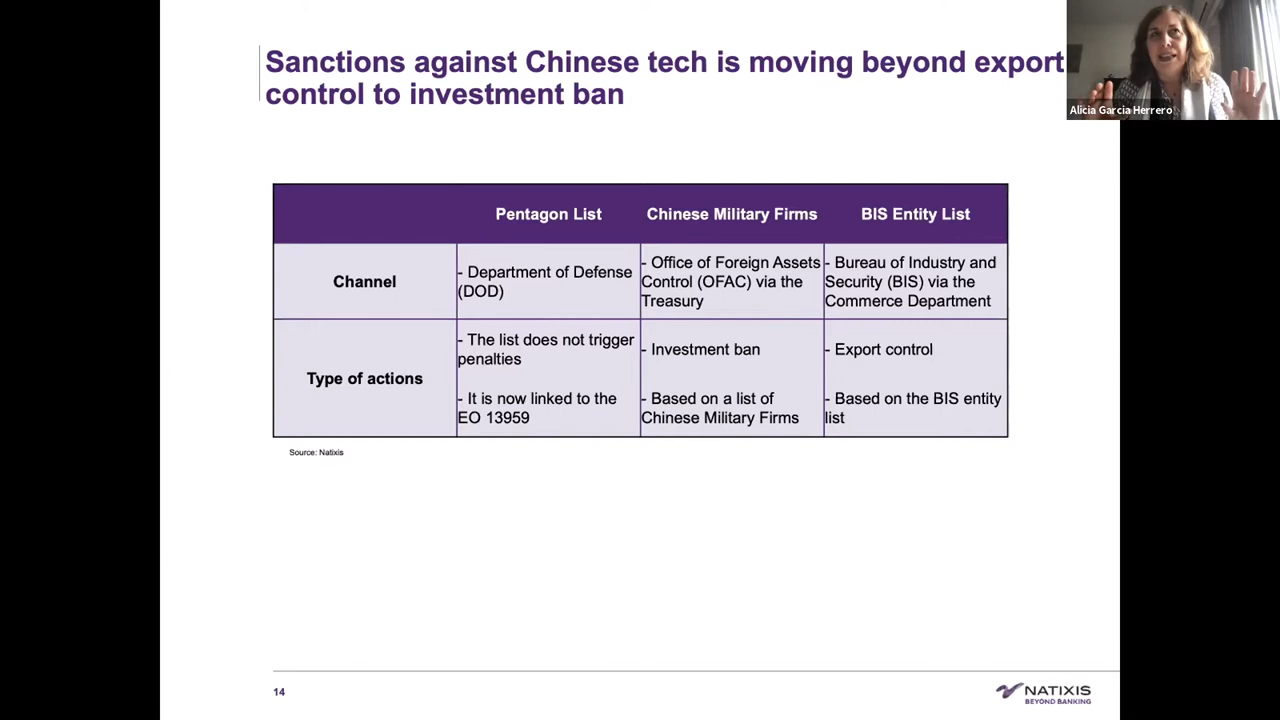 Sanctions against Chinese tech is moving beyond export
control to investment ban
Alicia Garcia Herrero
Pentagon List
Chinese Military Firms
BIS Entity List
Channel
- Department of Defense
(DOD)
- Office of Foreign Assets
Control (OFAC) via the
Treasury
- Bureau of Industry and
Security (BIS) via the
Commerce Department
Type of actions
- The list does not trigger
penalties
- It is now linked to the
EO 13959
- Investment ban
- Based on a list of
Chinese Military Firms
- Export control
- Based on the BIS entity
list
Source: Natixis
14
NATIXIS
BEYOND BANKING